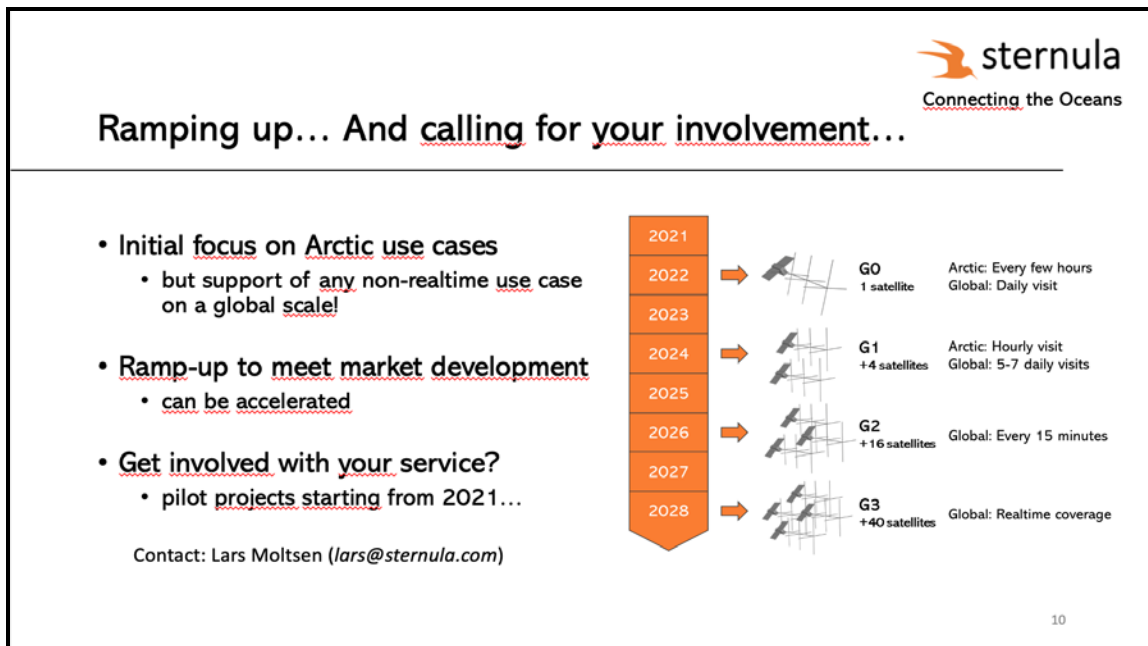 sternula
Connecting the Oceans
Ramping up... And calling for your involvement...
• Initial focus on Arctic use cases
• but support of any non-realtime use case
on a global scale!
• Ramp-up to meet market development
• can be accelerated
• Get involved with your service?
• pilot projects starting from 2021...
Contact: Lars Moltsen (lars@sternula.com)
2021
2022
2023
2024
2025
2026
2027
2028
G0
1 satellite
Arctic: Every few hours
Global: Daily visit
G1
+4 satellites
Arctic: Hourly visit
Global: 5-7 daily visits
G2
+16 satellites
Global: Every 15 minutes
G3
+40 satellites
Global: Realtime coverage
10